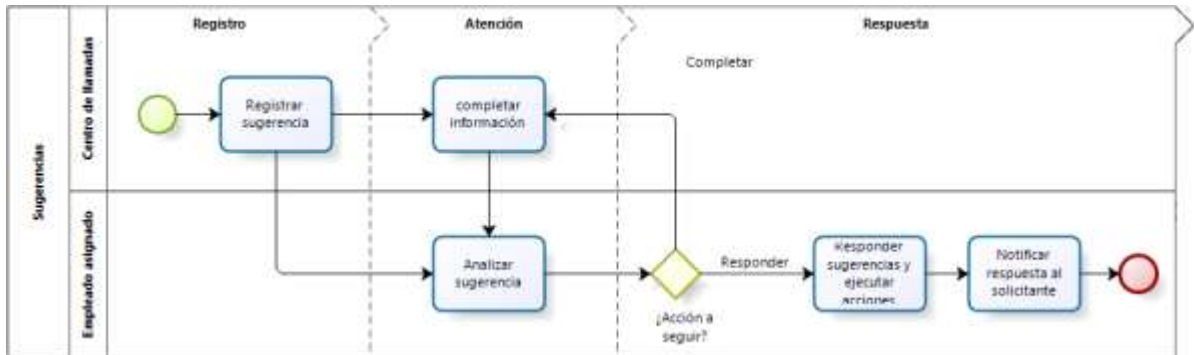 Sugerencias
Centro de llamadas
Empleado asignado
Registro
Atención
Respuesta
Completar
Registrar
sugerencia
completar
información
Analizar
sugerencia
¿Acción a
seguir?
Responder
Responder
sugerencias y
ejecutar
acciones
Notificar
respuesta al
solicitante